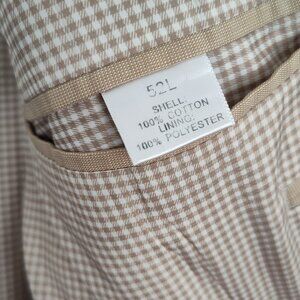 52L
SHELL:
100% COTTON
LINING:
100% POLYESTER